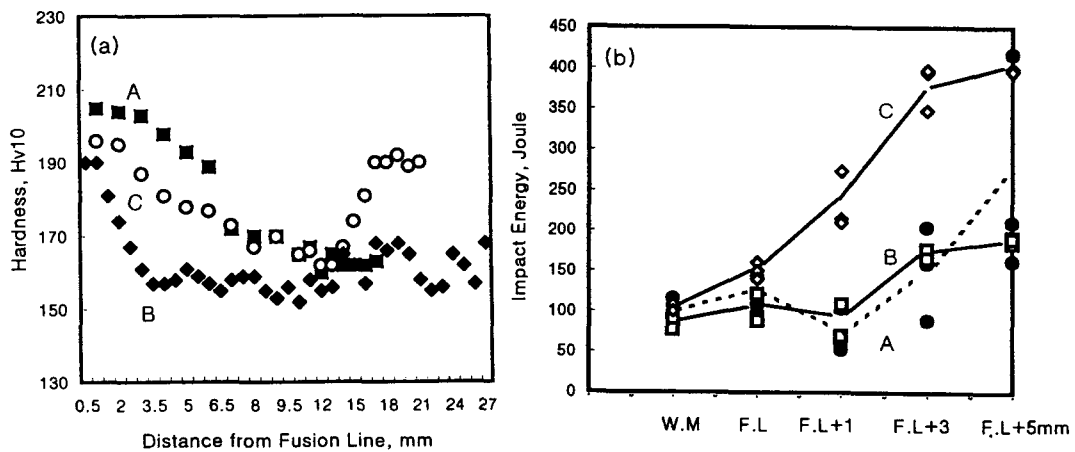 (a)
Hardness, Hv10
230
210
190
170
150
130
A
C
B
0.5 2 3.5 5 6.5 8 9.5 12 15 18 21 24 27
Distance from Fusion Line, mm
(b)
Impact Energy, Joule
450
400
350
300
250
200
150
100
50
0
C
B
A
W.M F.L F.L+1 F.L+3 F.L+5mm